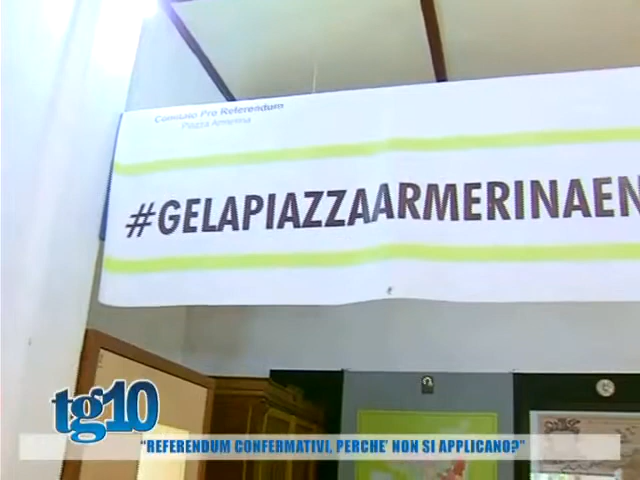 Comitato Pro Referendum
Piazza Armerina
#GELAPIAZZAARMERINAEN
tg10
“REFERENDUM CONFERMATIVI, PERCHE’ NON SI APPLICANO?”